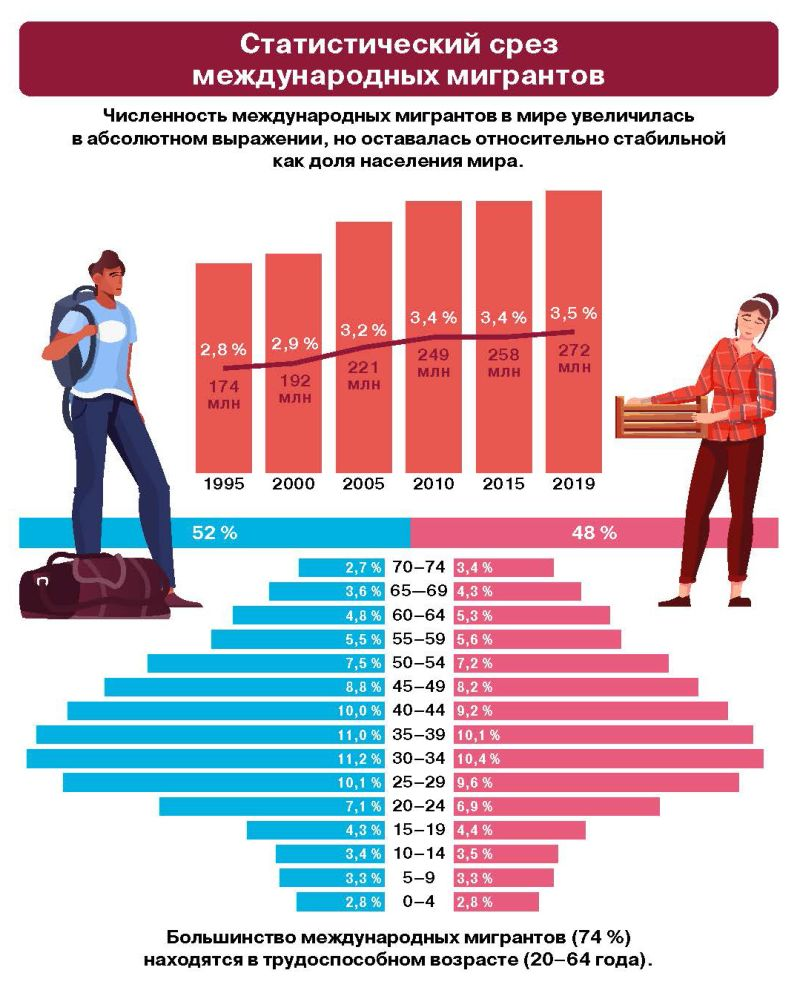 Статистический срез
международных мигрантов
Численность международных мигрантов в мире увеличилась
в абсолютном выражении, но оставалась относительно стабильной
как доля населения мира.
2,8 % 2,9 % 3,2 % 3,4 % 3,4 % 3,5 %
174 млн 192 млн 221 млн 249 млн 258 млн 272 млн
1995 2000 2005 2010 2015 2019
52 % 48 %
2,7 % 70–74 3,4 %
3,6 % 65–69 4,3 %
4,8 % 60–64 5,3 %
5,5 % 55–59 5,6 %
7,5 % 50–54 7,2 %
8,8 % 45–49 8,2 %
10,0 % 40–44 9,2 %
11,0 % 35–39 10,1 %
11,2 % 30–34 10,4 %
10,1 % 25–29 9,6 %
7,1 % 20–24 6,9 %
4,3 % 15–19 4,4 %
3,4 % 10–14 3,5 %
3,3 % 5–9 3,3 %
2,8 % 0–4 2,8 %
Большинство международных мигрантов (74 %)
находятся в трудоспособном возрасте (20–64 года).